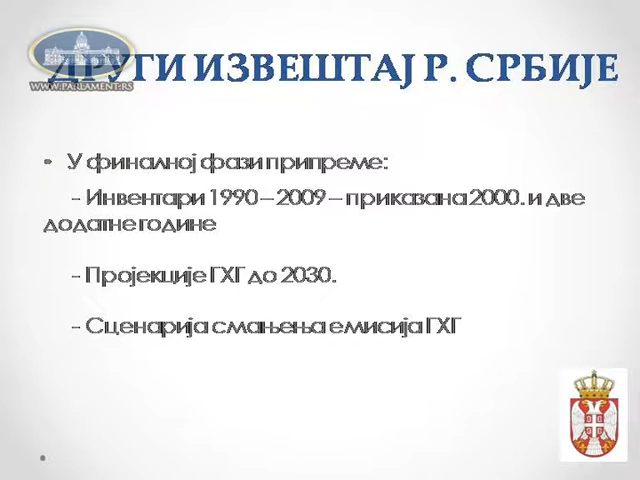 ДРУГИ ИЗВЕШТАЈ Р. СРБИЈЕ
WWW.PARLAMENT.RS
• У финалној фази припреме:
- Инвентари 1990 – 2009 – приказана 2000. и две
додатне године
- Пројекције ГХГ до 2030.
- Сценарија смањења емисија ГХГ